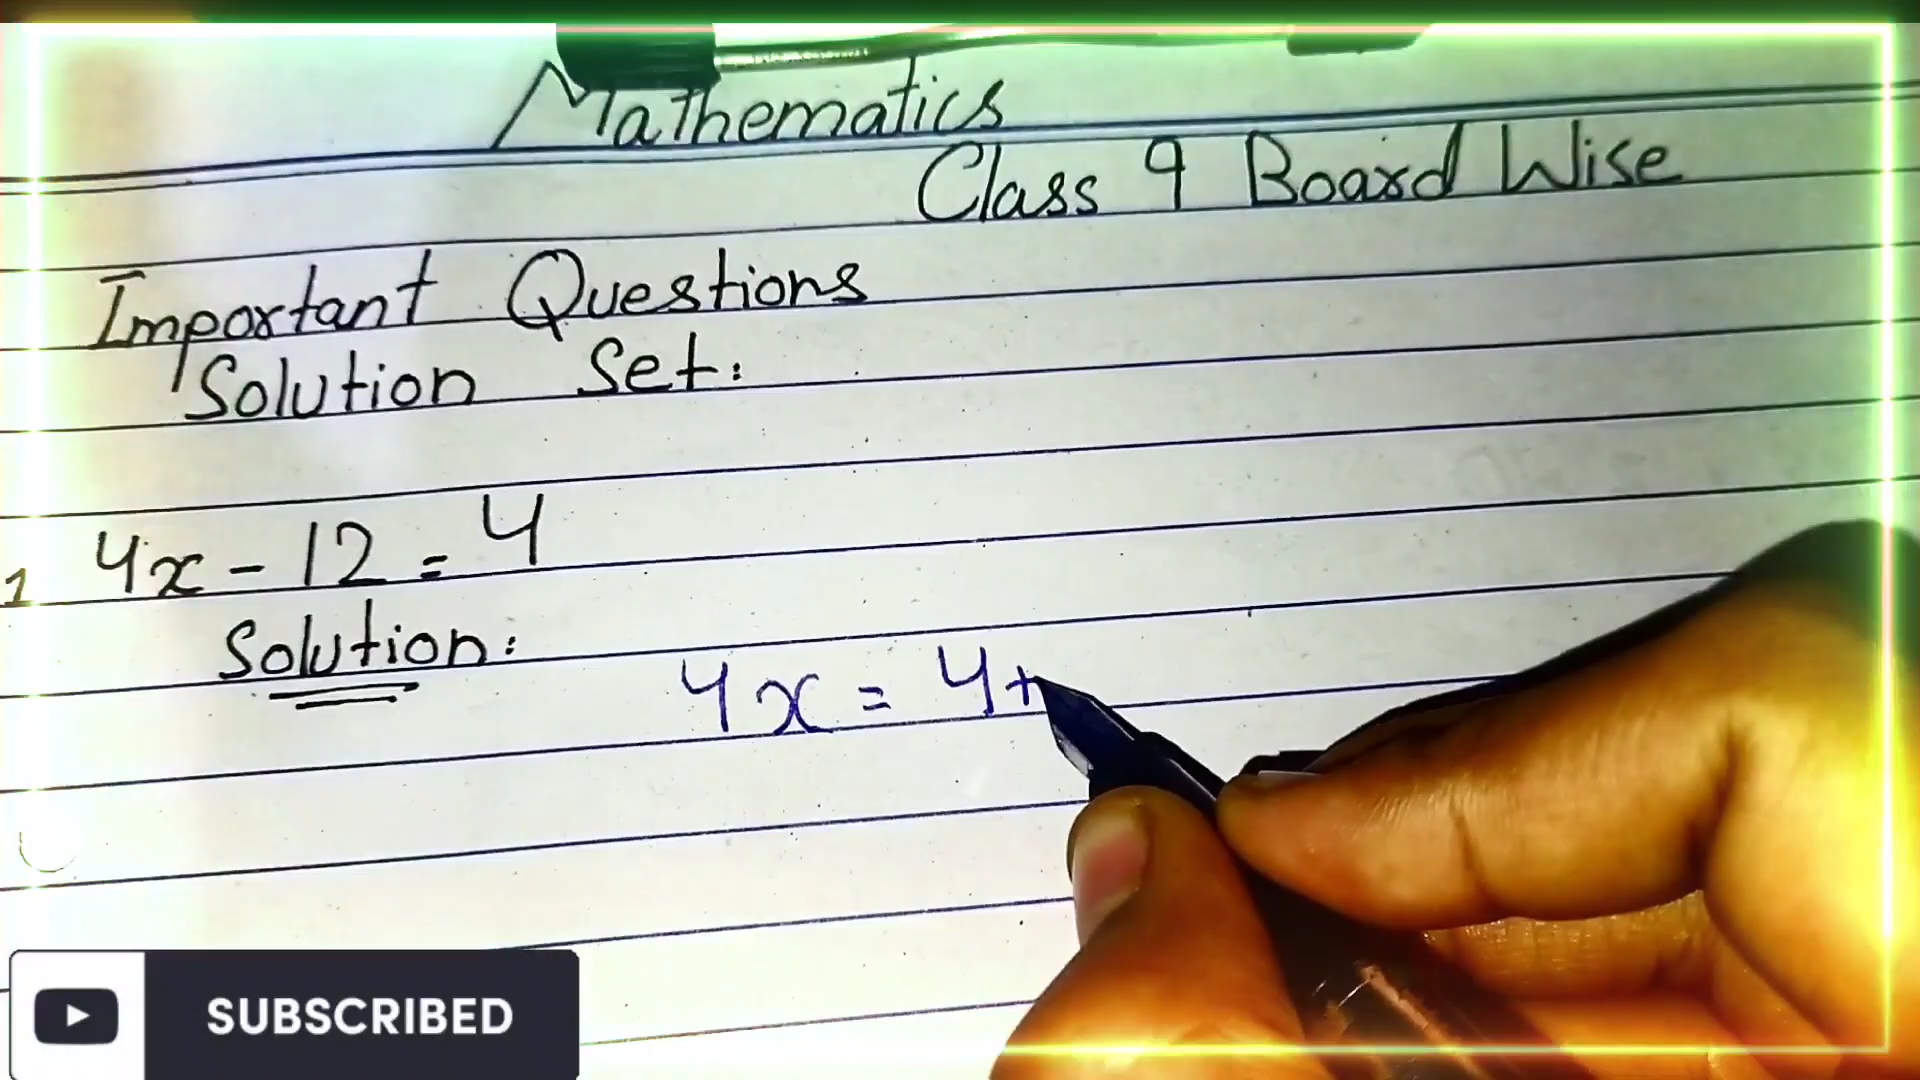 Mathematics
Class 9 Board Wise
Important Questions
Solution Set:
1 4x - 12 = 4
Solution:
4x = 4+
SUBSCRIBED